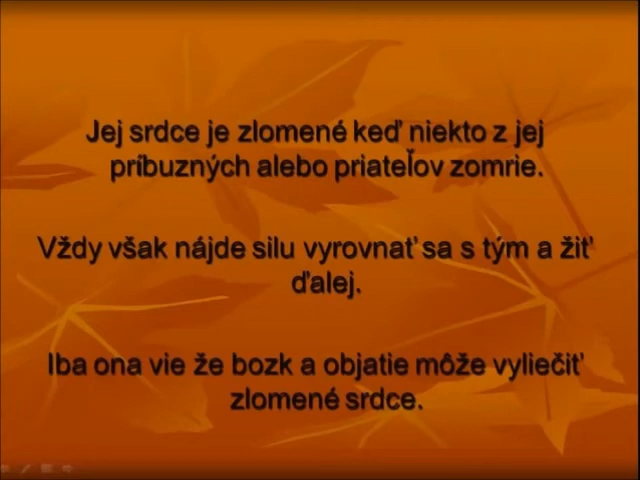 Jej srdce je zlomené keď niekto z jej
príbuzných alebo priateľov zomrie.
Vždy však nájde silu vyrovnať sa s tým a žiť
ďalej.
Iba ona vie že bozk a objatie môže vyliečiť
zlomené srdce.